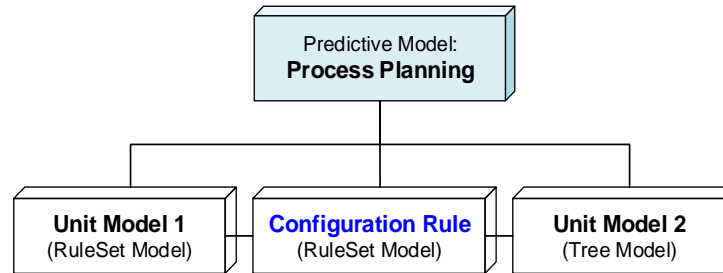 Predictive Model:
Process Planning
Unit Model 1
(RuleSet Model)
Configuration Rule
(RuleSet Model)
Unit Model 2
(Tree Model)